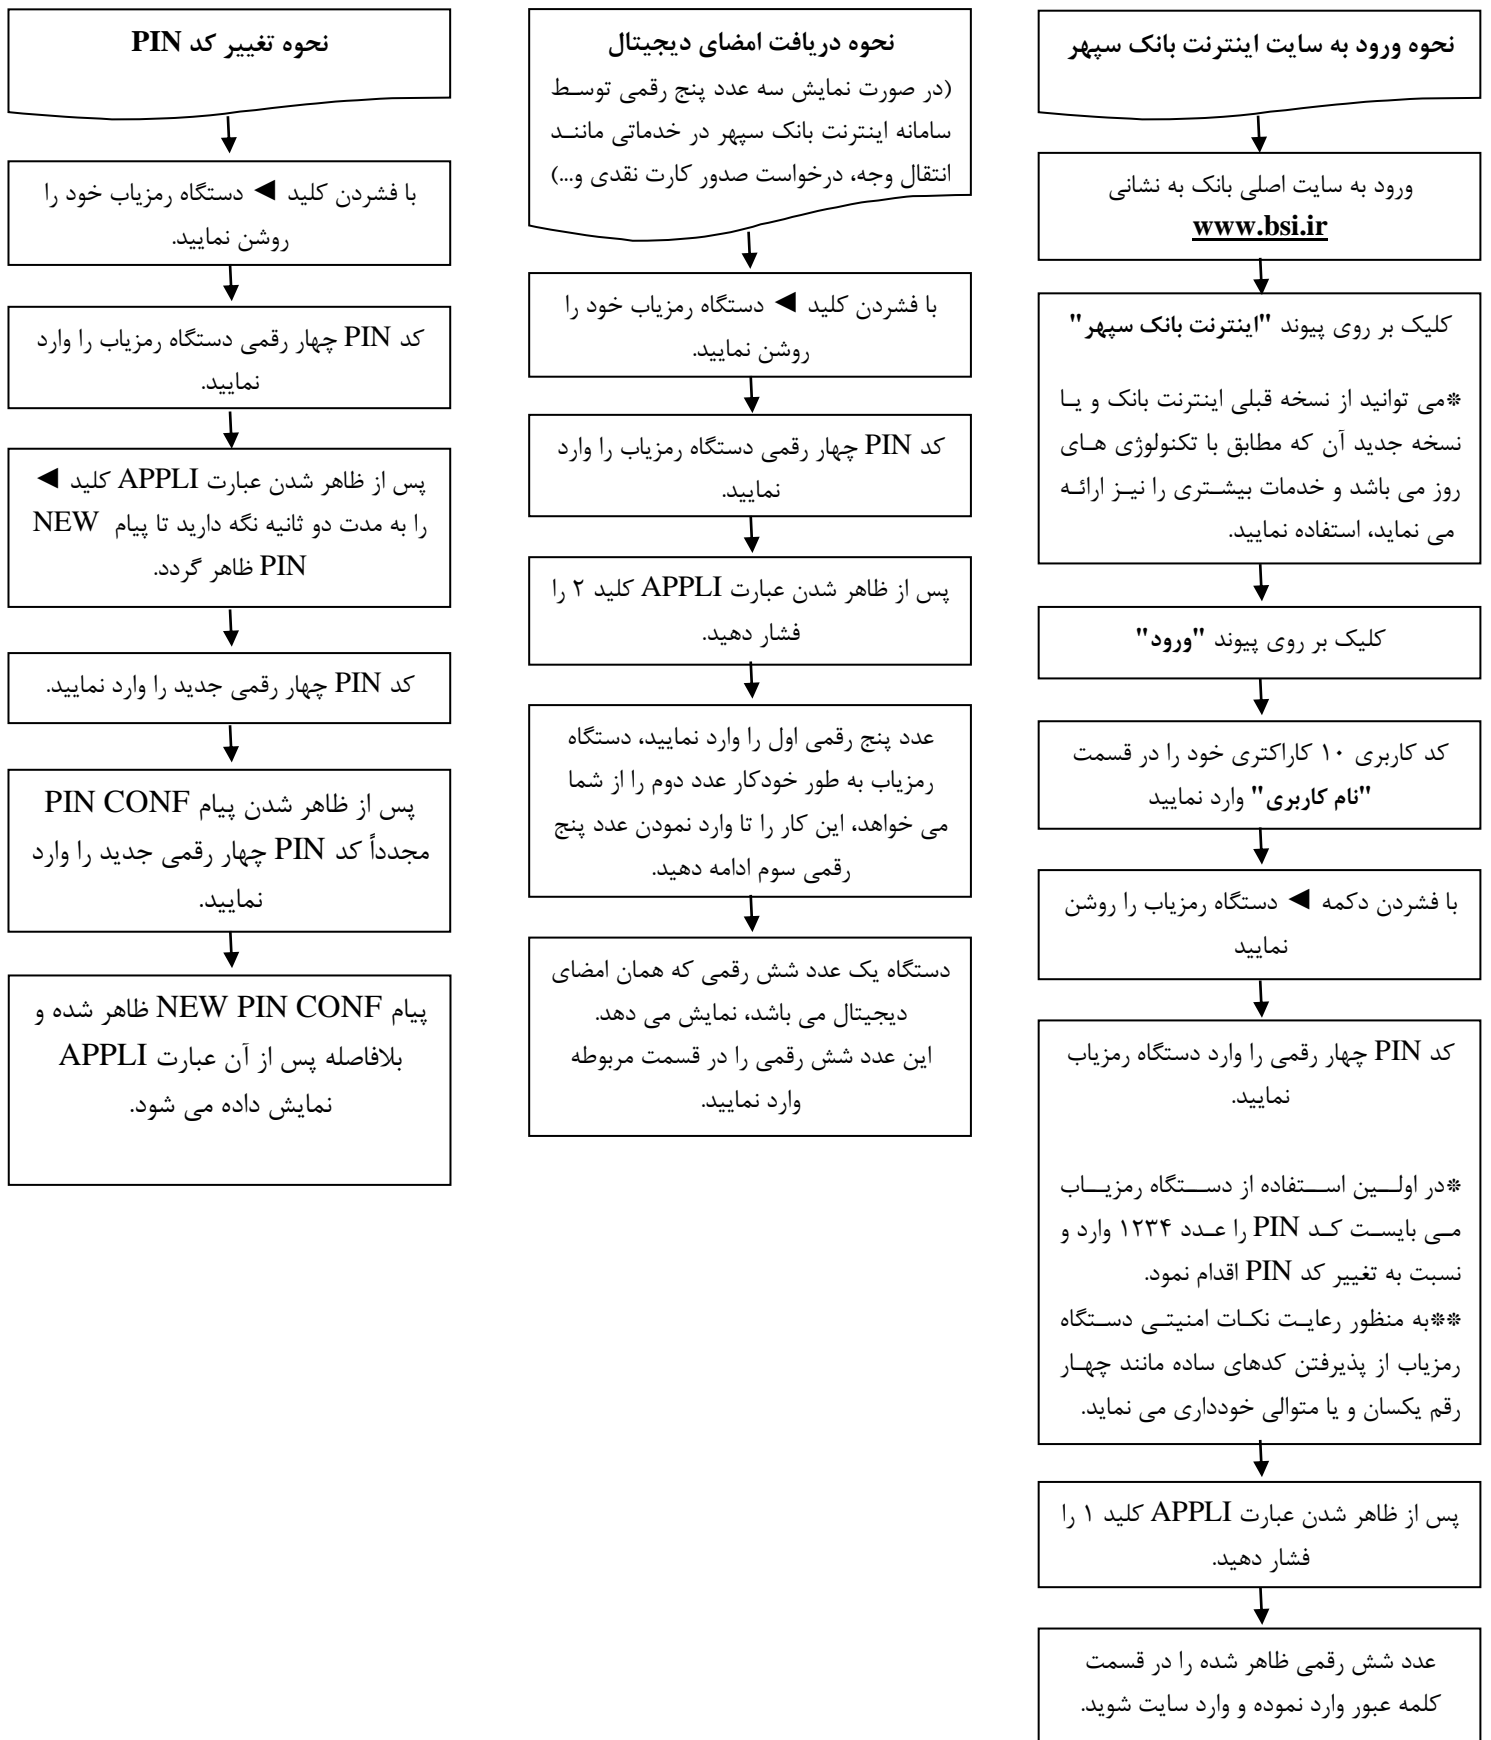 نحوه ورود به سایت اینترنت بانک سپهر
ورود به سایت اصلی بانک به نشانی
www.bsi.ir
کلیک بر روی پیوند "اینترنت بانک سپهر"
*می توانید از نسخه قبلی اینترنت بانک و یا
نسخه جدید آن که مطابق با تکنولوژی های
روز می باشد و خدمات بیشتری را نیز ارائه
می نماید، استفاده نمایید.
کلیک بر روی پیوند "ورود"
کد کاربری ۱۰ کاراکتری خود را در قسمت
"نام کاربری" وارد نمایید
با فشردن دکمه ◄ دستگاه رمزیاب را روشن
نمایید
کد PIN چهار رقمی را وارد دستگاه رمزیاب
نمایید.
*در اولین استفاده از دستگاه رمزیاب
می بایست کد PIN را عدد ۱۲۳۴ وارد و
نسبت به تغییر کد PIN اقدام نمود.
**به منظور رعایت نکات امنیتی دستگاه
رمزیاب از پذیرفتن کدهای ساده مانند چهار
رقم یکسان و یا متوالی خودداری می نماید.
پس از ظاهر شدن عبارت APPLI کلید ۱ را
فشار دهید.
عدد شش رقمی ظاهر شده را در قسمت
کلمه عبور وارد نموده و وارد سایت شوید.
نحوه دریافت امضای دیجیتال
(در صورت نمایش سه عدد پنج رقمی توسط
سامانه اینترنت بانک سپهر در خدماتی مانند
انتقال وجه، درخواست صدور کارت نقدی و...)
با فشردن کلید ◄ دستگاه رمزیاب خود را
روشن نمایید.
کد PIN چهار رقمی دستگاه رمزیاب را وارد
نمایید.
پس از ظاهر شدن عبارت APPLI کلید ۲ را
فشار دهید.
عدد پنج رقمی اول را وارد نمایید، دستگاه
رمزیاب به طور خودکار عدد دوم را از شما
می خواهد، این کار را تا وارد نمودن عدد پنج
رقمی سوم ادامه دهید.
دستگاه یک عدد شش رقمی که همان امضای
دیجیتال می باشد، نمایش می دهد.
این عدد شش رقمی را در قسمت مربوطه
وارد نمایید.
نحوه تغییر کد PIN
با فشردن کلید ◄ دستگاه رمزیاب خود را
روشن نمایید.
کد PIN چهار رقمی دستگاه رمزیاب را وارد
نمایید.
پس از ظاهر شدن عبارت APPLI کلید ◄
را به مدت دو ثانیه نگه دارید تا پیام NEW
PIN ظاهر گردد.
کد PIN چهار رقمی جدید را وارد نمایید.
پس از ظاهر شدن پیام PIN CONF
مجدداً کد PIN چهار رقمی جدید را وارد
نمایید.
پیام NEW PIN CONF ظاهر شده و
بلافاصله پس از آن عبارت APPLI
نمایش داده می شود.